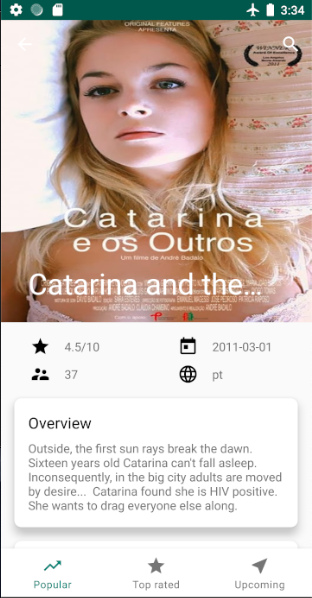 3:34
ORIGINAL FEATURES
APRESENTA
WINNER
2011
Catarina
e os Outros
Um filme de André Badalo
Catarina and the...
4.5/10
2011-03-01
37
pt
Overview
Outside, the first sun rays break the dawn.
Sixteen years old Catarina can't fall asleep.
Inconsequently, in the big city adults are moved
by desire... Catarina found she is HIV positive.
She wants to drag everyone else along.
Popular
Top rated
Upcoming